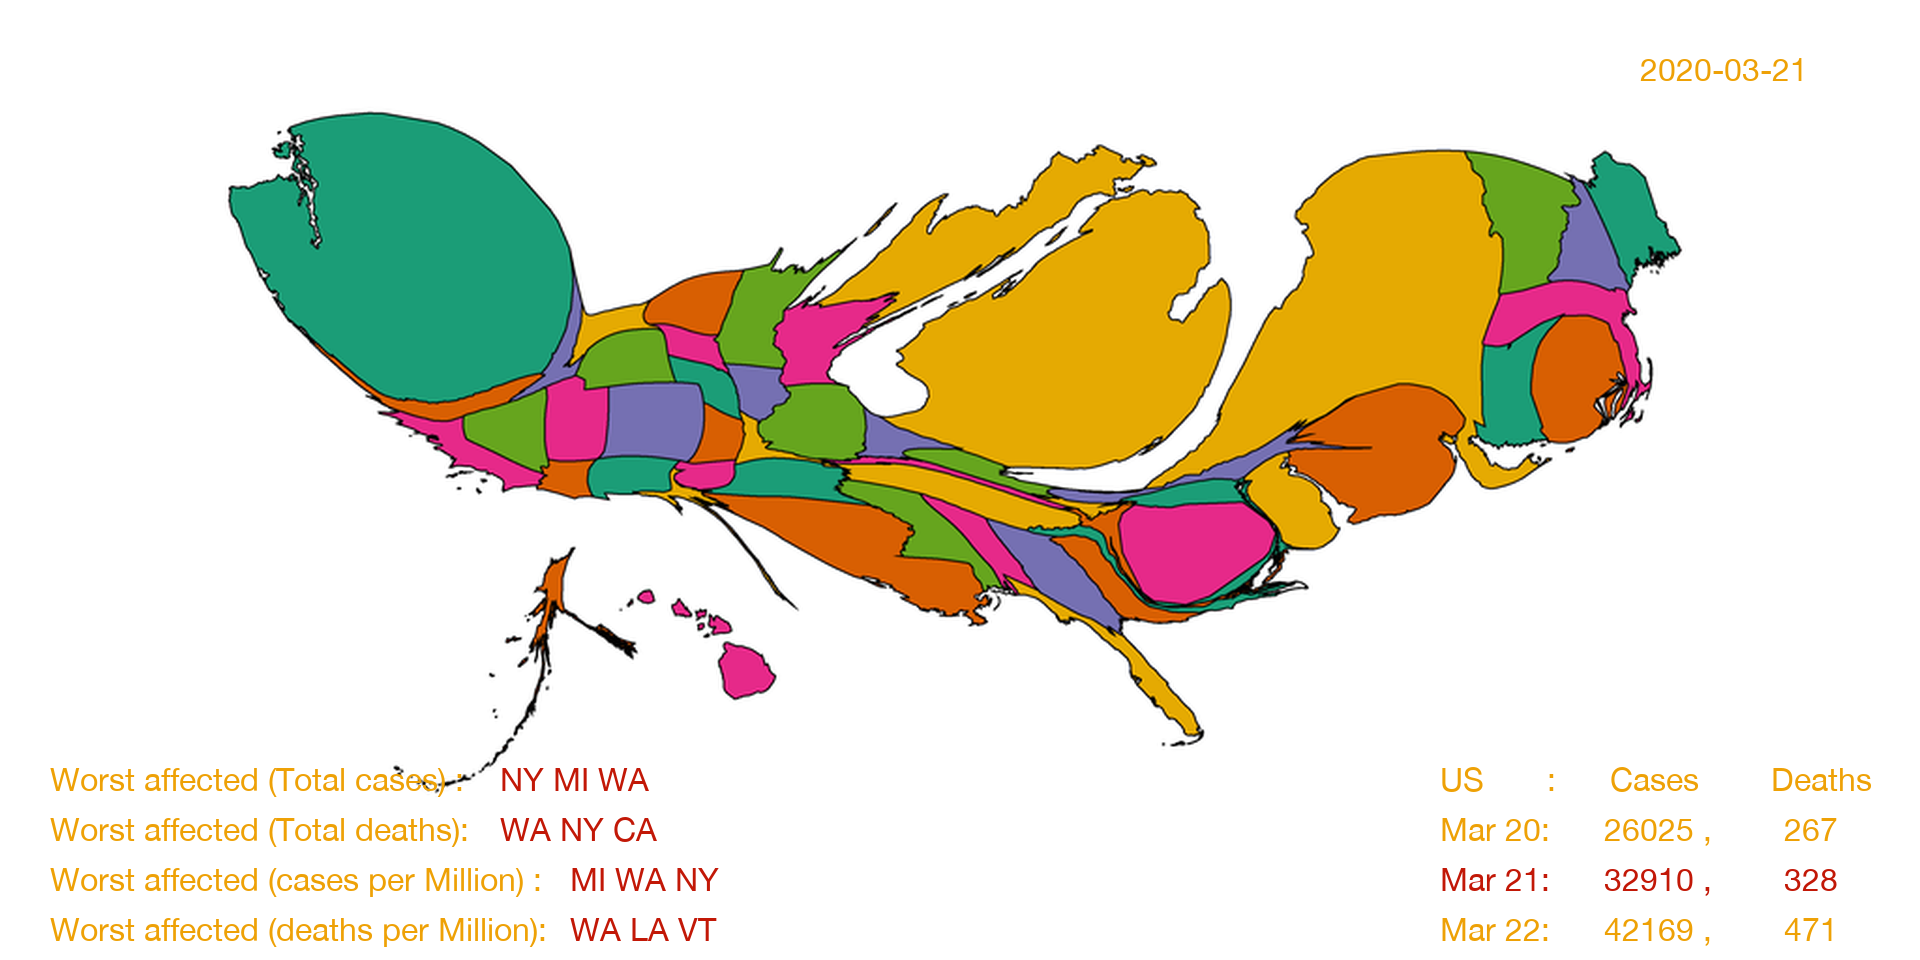 2020-03-21
Worst affected (Total cases) : NY MI WA
Worst affected (Total deaths): WA NY CA
Worst affected (cases per Million) : MI WA NY
Worst affected (deaths per Million): WA LA VT
US : Cases Deaths
Mar 20: 26025 , 267
Mar 21: 32910 , 328
Mar 22: 42169 , 471